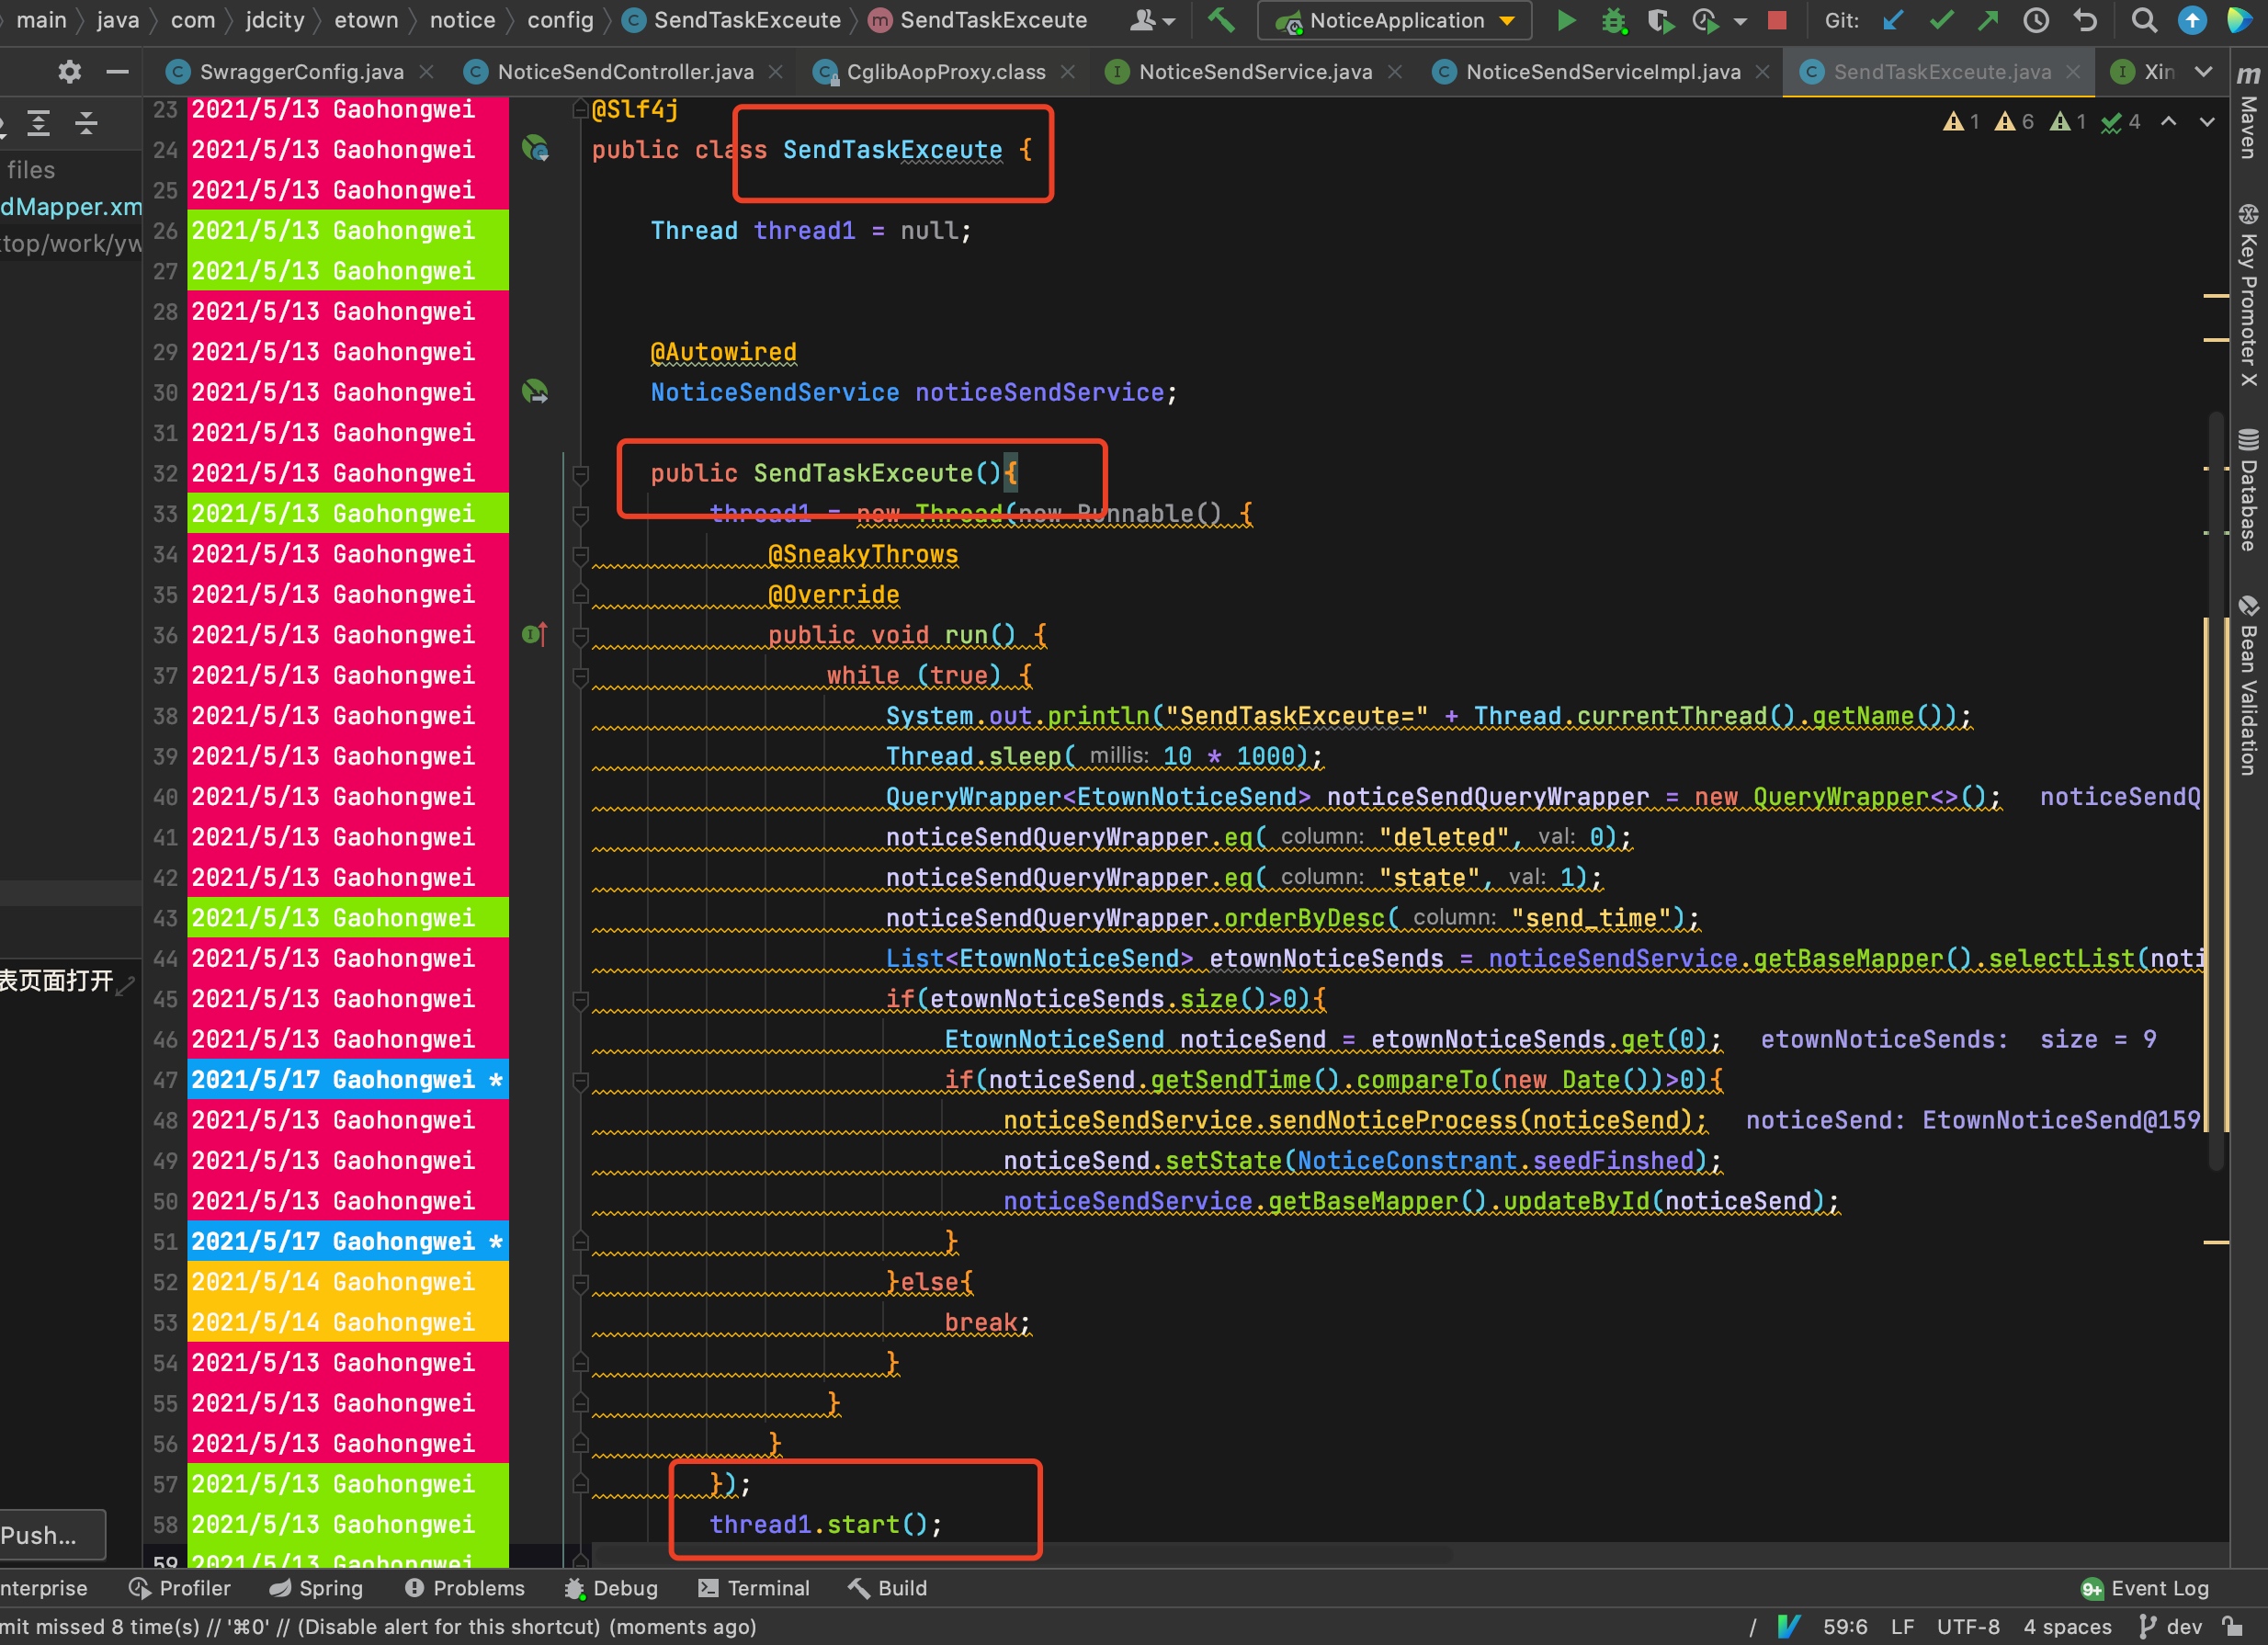 main > java > com > jdcity > etown > notice > config > SendTaskExceute > SendTaskExceute NoticeApplication Git:
SwraggerConfig.java NoticeSendController.java CglibAopProxy.class NoticeSendService.java NoticeSendServiceImpl.java SendTaskExceute.java Xin
1 6 1 4
files
dMapper.xm
top/work/yw
表页面打开
Push...
23 2021/5/13 Gaohongwei @Slf4j
24 2021/5/13 Gaohongwei public class SendTaskExceute {
25 2021/5/13 Gaohongwei
26 2021/5/13 Gaohongwei Thread thread1 = null;
27 2021/5/13 Gaohongwei
28 2021/5/13 Gaohongwei
29 2021/5/13 Gaohongwei @Autowired
30 2021/5/13 Gaohongwei NoticeSendService noticeSendService;
31 2021/5/13 Gaohongwei
32 2021/5/13 Gaohongwei public SendTaskExceute(){
33 2021/5/13 Gaohongwei thread1 = new Thread(new Runnable() {
34 2021/5/13 Gaohongwei @SneakyThrows
35 2021/5/13 Gaohongwei @Override
36 2021/5/13 Gaohongwei public void run() {
37 2021/5/13 Gaohongwei while (true) {
38 2021/5/13 Gaohongwei System.out.println("SendTaskExceute=" + Thread.currentThread().getName());
39 2021/5/13 Gaohongwei Thread.sleep( millis: 10 * 1000);
40 2021/5/13 Gaohongwei QueryWrapper<EtownNoticeSend> noticeSendQueryWrapper = new QueryWrapper<>(); noticeSendQ
41 2021/5/13 Gaohongwei noticeSendQueryWrapper.eq( column: "deleted", val: 0);
42 2021/5/13 Gaohongwei noticeSendQueryWrapper.eq( column: "state", val: 1);
43 2021/5/13 Gaohongwei noticeSendQueryWrapper.orderByDesc( column: "send_time");
44 2021/5/13 Gaohongwei List<EtownNoticeSend> etownNoticeSends = noticeSendService.getBaseMapper().selectList(noti
45 2021/5/13 Gaohongwei if(etownNoticeSends.size()>0){
46 2021/5/13 Gaohongwei EtownNoticeSend noticeSend = etownNoticeSends.get(0); etownNoticeSends: size = 9
47 2021/5/17 Gaohongwei * if(noticeSend.getSendTime().compareTo(new Date())>0){
48 2021/5/13 Gaohongwei noticeSendService.sendNoticeProcess(noticeSend); noticeSend: EtownNoticeSend@159
49 2021/5/13 Gaohongwei noticeSend.setState(NoticeConstrant.seedFinshed);
50 2021/5/13 Gaohongwei noticeSendService.getBaseMapper().updateById(noticeSend);
51 2021/5/17 Gaohongwei * }
52 2021/5/14 Gaohongwei }else{
53 2021/5/14 Gaohongwei break;
54 2021/5/13 Gaohongwei }
55 2021/5/13 Gaohongwei }
56 2021/5/13 Gaohongwei }
57 2021/5/13 Gaohongwei });
58 2021/5/13 Gaohongwei thread1.start();
59 2021/5/13 Gaohongwei
m Maven
Key Promoter X
Database
Bean Validation
nterprise Profiler Spring Problems Debug Terminal Build 9+ Event Log
mit missed 8 time(s) // '⌘0' // (Disable alert for this shortcut) (moments ago) / 59:6 LF UTF-8 4 spaces dev